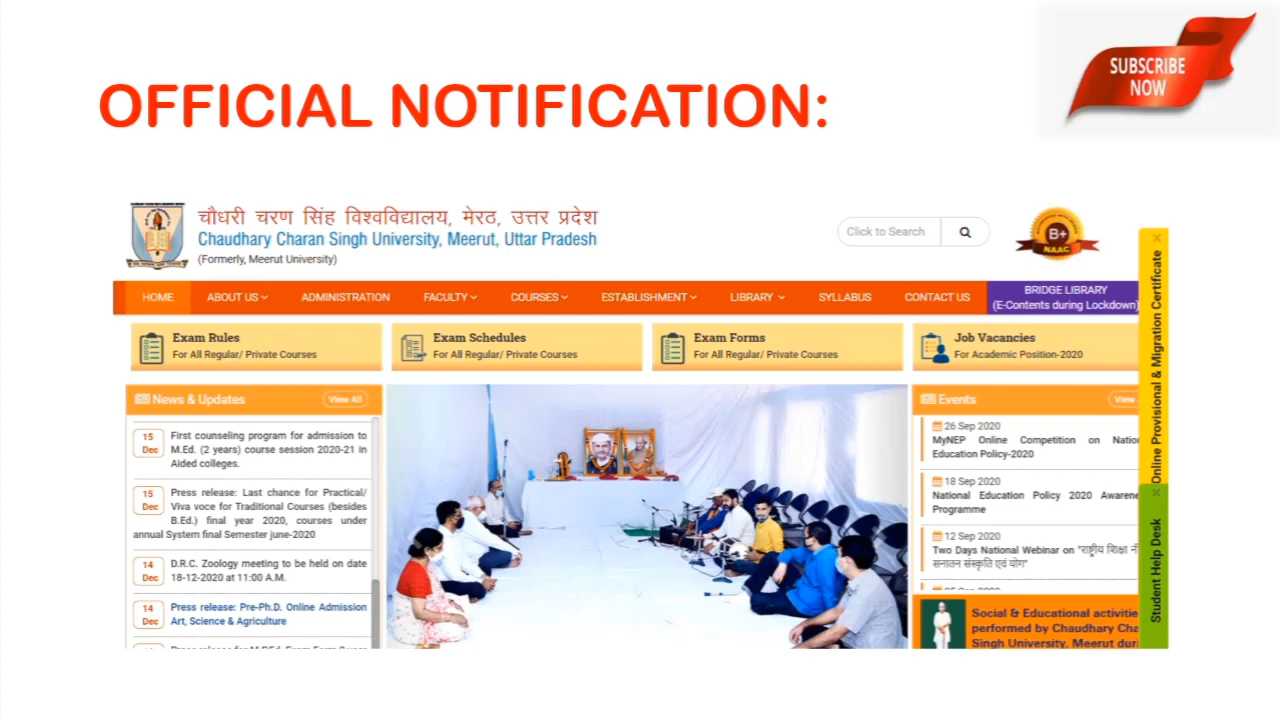 SUBSCRIBE
NOW
OFFICIAL NOTIFICATION:
चौधरी चरण सिंह विश्वविद्यालय, मेरठ, उत्तर प्रदेश
Chaudhary Charan Singh University, Meerut, Uttar Pradesh
(Formerly, Meerut University)
Click to Search
B+
NAAC
HOME ABOUT US ADMINISTRATION FACULTY COURSES ESTABLISHMENT LIBRARY SYLLABUS CONTACT US
BRIDGE LIBRARY
(E-Contents during Lockdown)
Exam Rules
For All Regular/ Private Courses
Exam Schedules
For All Regular/ Private Courses
Exam Forms
For All Regular/ Private Courses
Job Vacancies
For Academic Position-2020
News & Updates View All
15 Dec
First counseling program for admission to
M.Ed. (2 years) course session 2020-21 in
Aided colleges.
15 Dec
Press release: Last chance for Practical/
Viva voce for Traditional Courses (besides
B.Ed.) final year 2020, courses under
annual System final Semester june-2020
14 Dec
D.R.C. Zoology meeting to be held on date
18-12-2020 at 11:00 A.M.
14 Dec
Press release: Pre-Ph.D. Online Admission
Art, Science & Agriculture
Events View
26 Sep 2020
MyNEP Online Competition on Natio
Education Policy-2020
18 Sep 2020
National Education Policy 2020 Awarene
Programme
12 Sep 2020
Two Days National Webinar on "राष्ट्रीय शिक्षा नी
सनातन संस्कृति एवं योग"
Social & Educational activitie
performed by Chaudhary Cha
Singh University, Meerut duri
Online Provisional & Migration Certificate
Student Help Desk